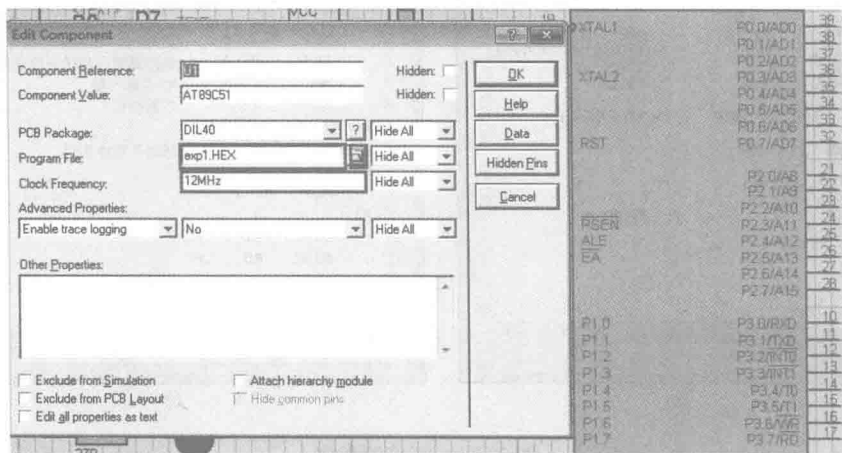 D7
VCC
Edit Component
Component Reference: U1 Hidden:
Component Value: AT89C51 Hidden:
PCB Package: DIL40 ? Hide All
Program File: exp1.HEX Hide All
Clock Frequency: 12MHz Hide All
Advanced Properties:
Enable trace logging No Hide All
Other Properties:
Exclude from Simulation Attach hierarchy module
Exclude from PCB Layout Hide common pins
Edit all properties as text
OK
Help
Data
Hidden Pins
Cancel
19 XTAL1
XTAL2
RST
PSEN
ALE
EA
P1.0
P1.1
P1.2
P1.3
P1.4
P1.5
P1.6
P1.7
P0.0/AD0 39
P0.1/AD1 38
P0.2/AD2 37
P0.3/AD3 36
P0.4/AD4 35
P0.5/AD5 34
P0.6/AD6 33
P0.7/AD7 32
P2.0/A8 21
P2.1/A9 22
P2.2/A10 23
P2.3/A11 24
P2.4/A12 25
P2.5/A13 26
P2.6/A14 27
P2.7/A15 28
P3.0/RXD 10
P3.1/TXD 11
P3.2/INT0 12
P3.3/INT1 13
P3.4/T0 14
P3.5/T1 15
P3.6/WR 16
P3.7/RD 17